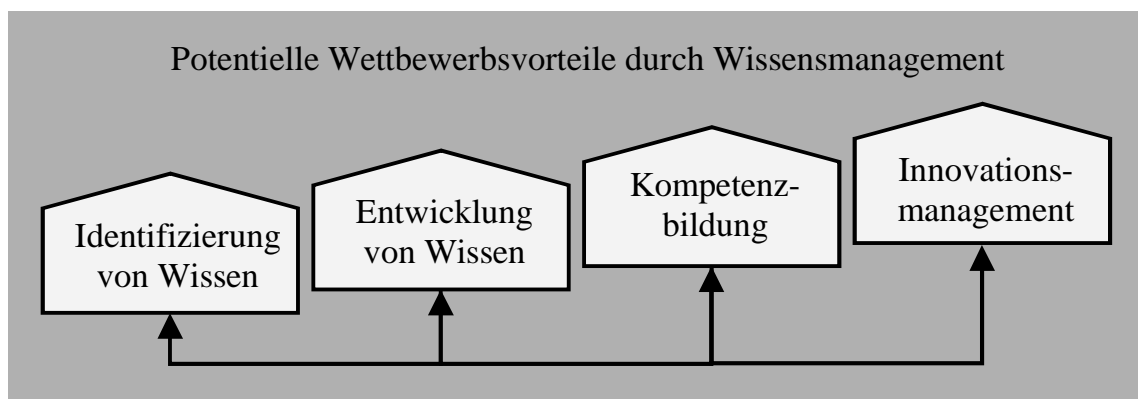 Potentielle Wettbewerbsvorteile durch Wissensmanagement
Identifizierung
von Wissen
Entwicklung
von Wissen
Kompetenz-
bildung
Innovations-
management